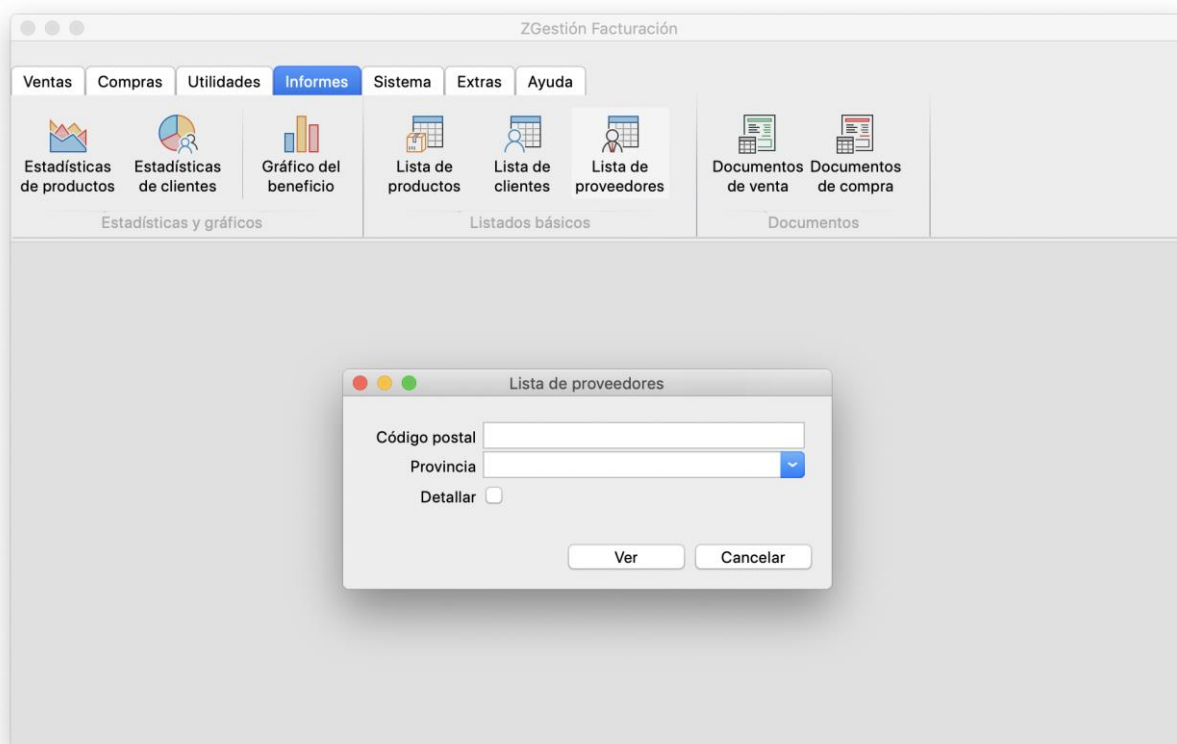 ZGestión Facturación
Ventas Compras Utilidades Informes Sistema Extras Ayuda
Estadísticas de productos
Estadísticas de clientes
Gráfico del beneficio
Lista de productos
Lista de clientes
Lista de proveedores
Documentos de venta
Documentos de compra
Estadísticas y gráficos
Listados básicos
Documentos
Lista de proveedores
Código postal
Provincia
Detallar
Ver Cancelar